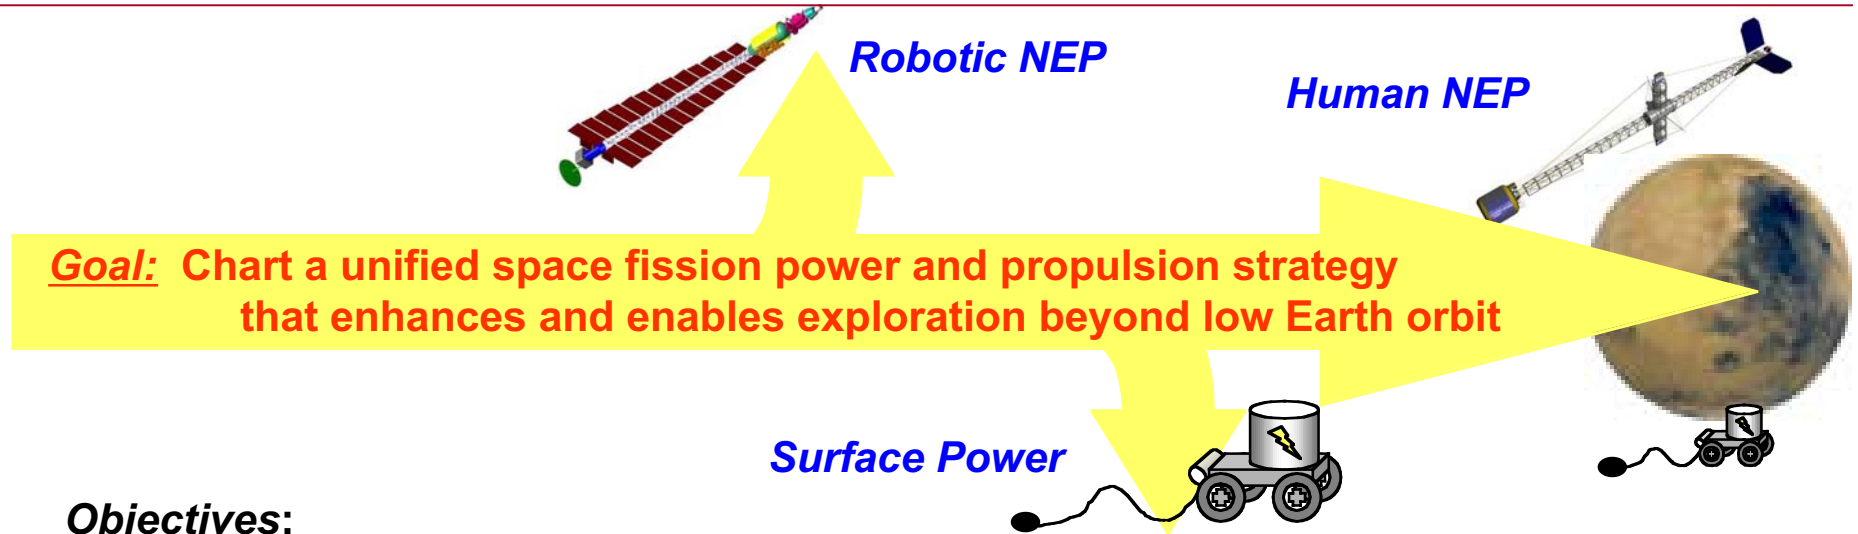 Robotic NEP
Human NEP
Goal: Chart a unified space fission power and propulsion strategy
that enhances and enables exploration beyond low Earth orbit
Surface Power
Objectives: